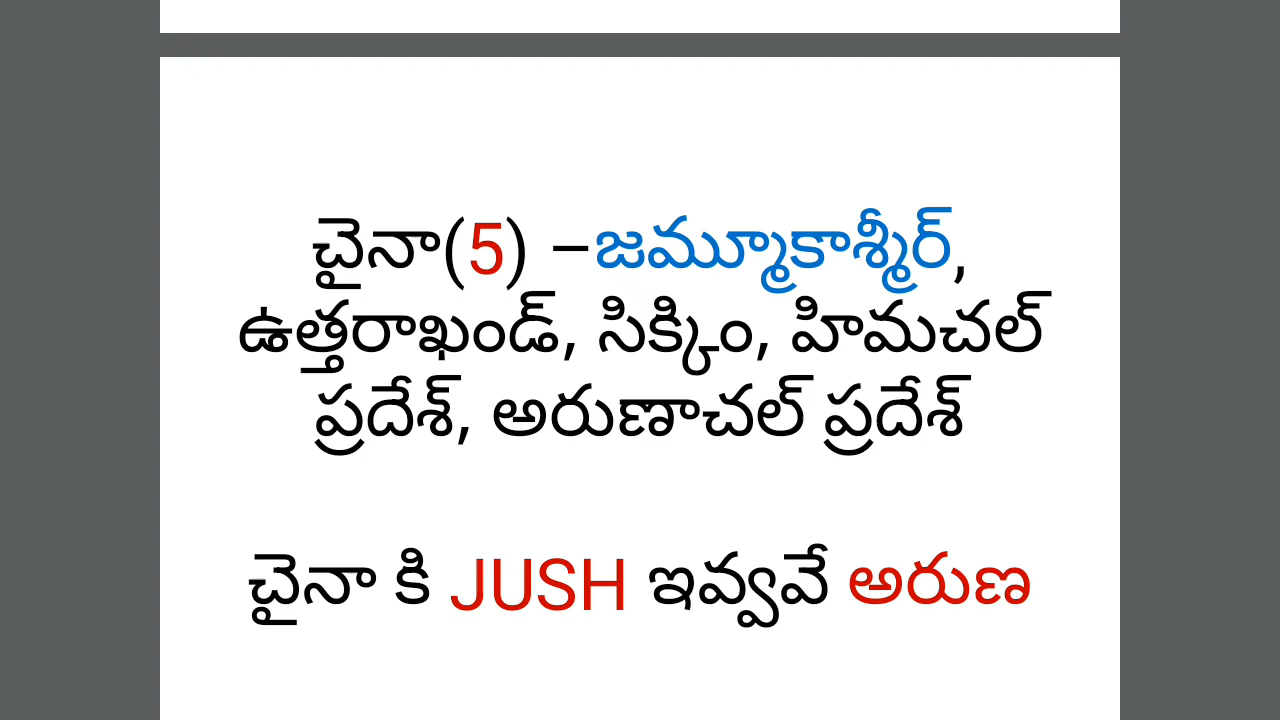 చైనా(5) –జమ్మూకాశ్మీర్,
ఉత్తరాఖండ్, సిక్కిం, హిమచల్
ప్రదేశ్, అరుణాచల్ ప్రదేశ్
చైనా కి JUSH ఇవ్వవే అరుణ